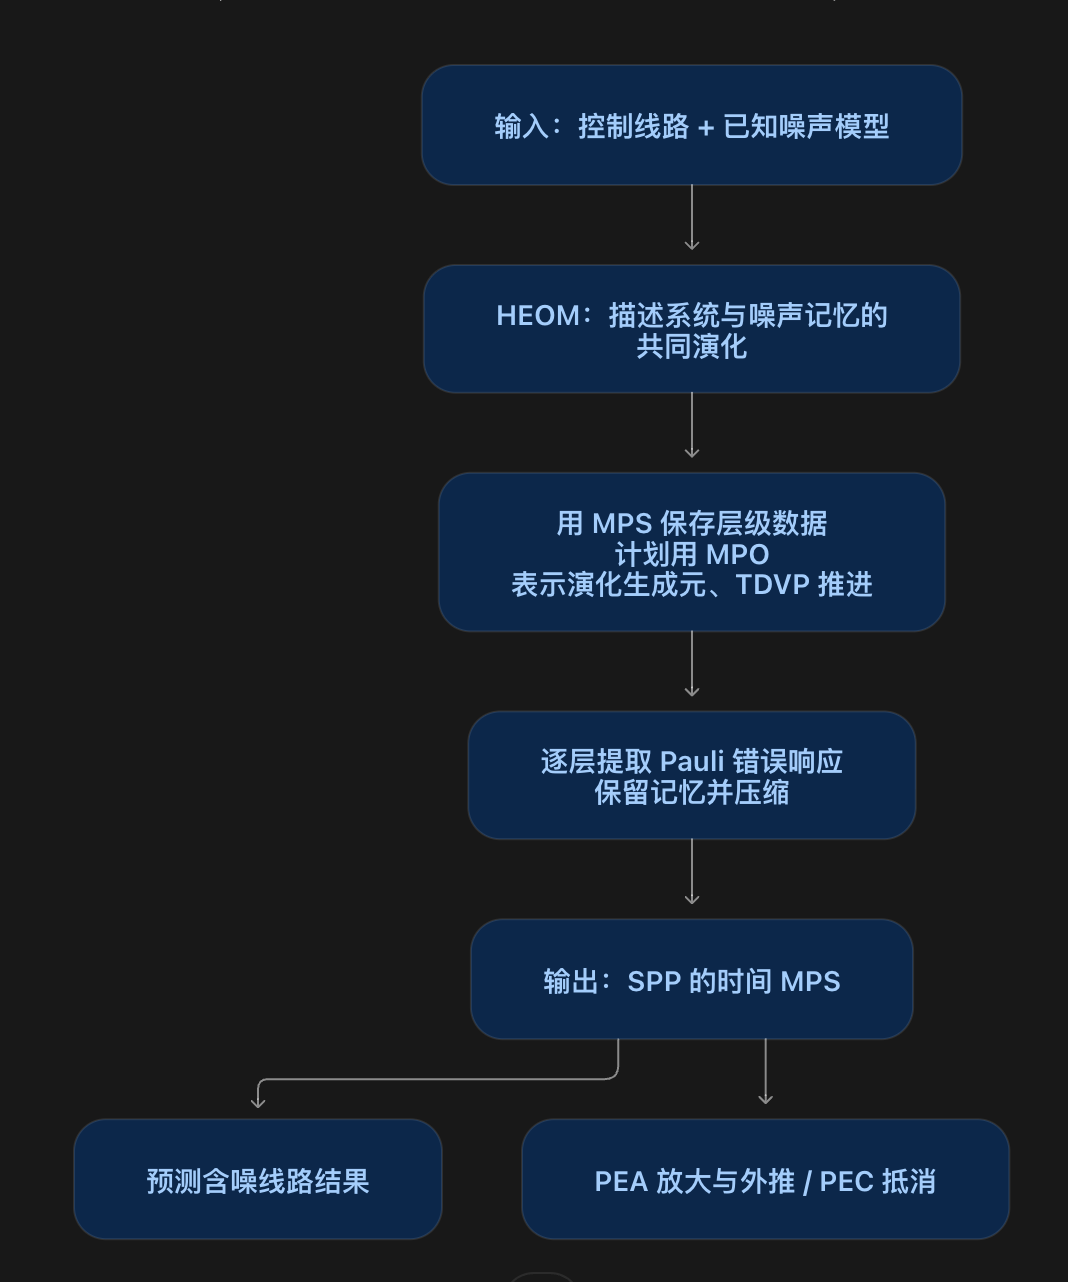 输入：控制线路 + 已知噪声模型
HEOM：描述系统与噪声记忆的
共同演化
用 MPS 保存层级数据
计划用 MPO
表示演化生成元、TDVP 推进
逐层提取 Pauli 错误响应
保留记忆并压缩
输出：SPP 的时间 MPS
预测含噪线路结果
PEA 放大与外推 / PEC 抵消